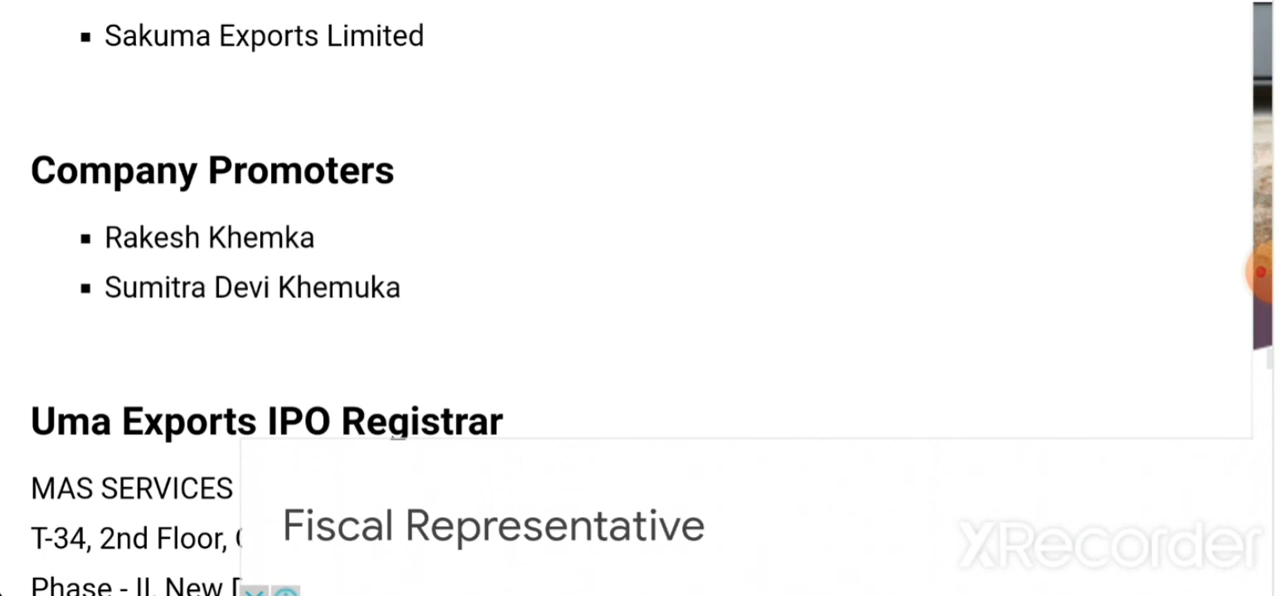 Sakuma Exports Limited
Company Promoters
Rakesh Khemka
Sumitra Devi Khemuka
Uma Exports IPO Registrar
MAS SERVICES
T-34, 2nd Floor,
Phase - II, New
Fiscal Representative
XRecorder